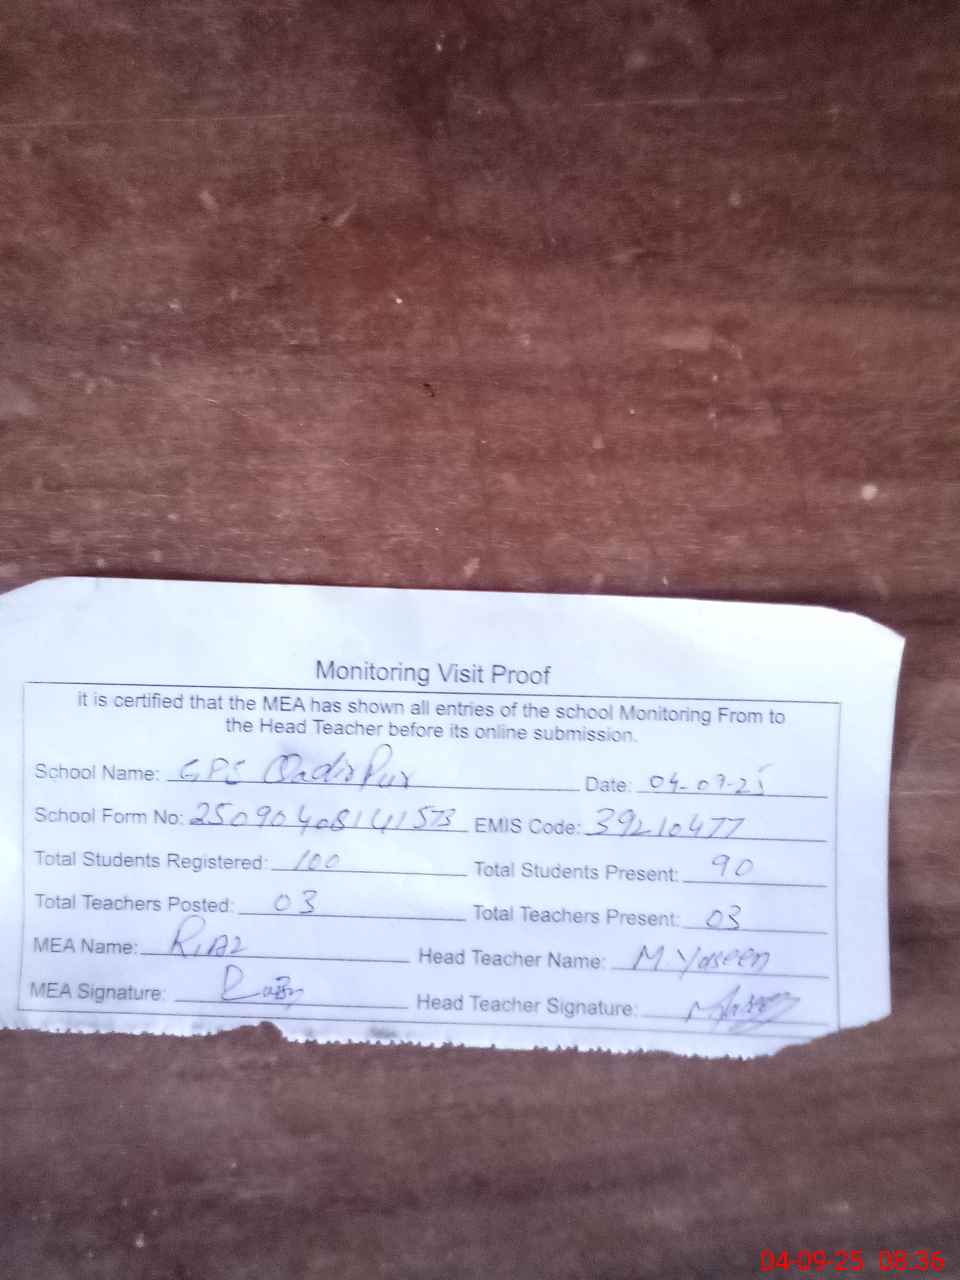 Monitoring Visit Proof
it is certified that the MEA has shown all entries of the school Monitoring From to
the Head Teacher before its online submission.
School Name: GPS Qadir Pur Date: 04-09-25
School Form No: 25090408141573 EMIS Code: 39210477
Total Students Registered: 100 Total Students Present: 90
Total Teachers Posted: 03 Total Teachers Present: 03
MEA Name: RIAZ Head Teacher Name: M. Yaseen
MEA Signature: Head Teacher Signature:
04-09-25 08:36